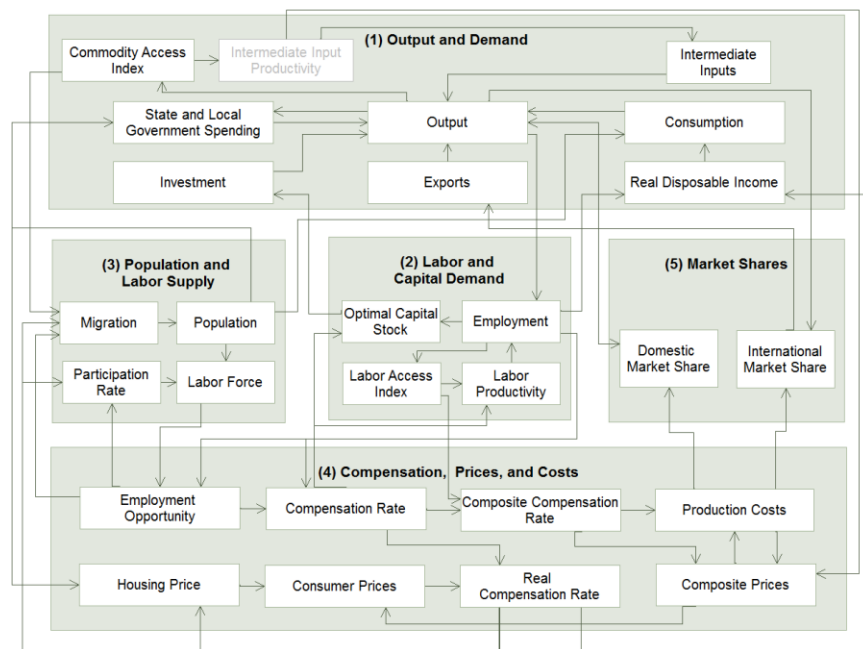 (1) Output and Demand
Commodity Access
Index
Intermediate Input
Productivity
Intermediate
Inputs
State and Local
Government Spending
Output
Consumption
Investment
Exports
Real Disposable Income
(3) Population and
Labor Supply
Migration
Population
Participation
Rate
Labor Force
(2) Labor and
Capital Demand
Optimal Capital
Stock
Employment
Labor Access
Index
Labor
Productivity
(5) Market Shares
Domestic
Market Share
International
Market Share
(4) Compensation, Prices, and Costs
Employment
Opportunity
Compensation Rate
Composite Compensation
Rate
Production Costs
Housing Price
Consumer Prices
Real
Compensation Rate
Composite Prices